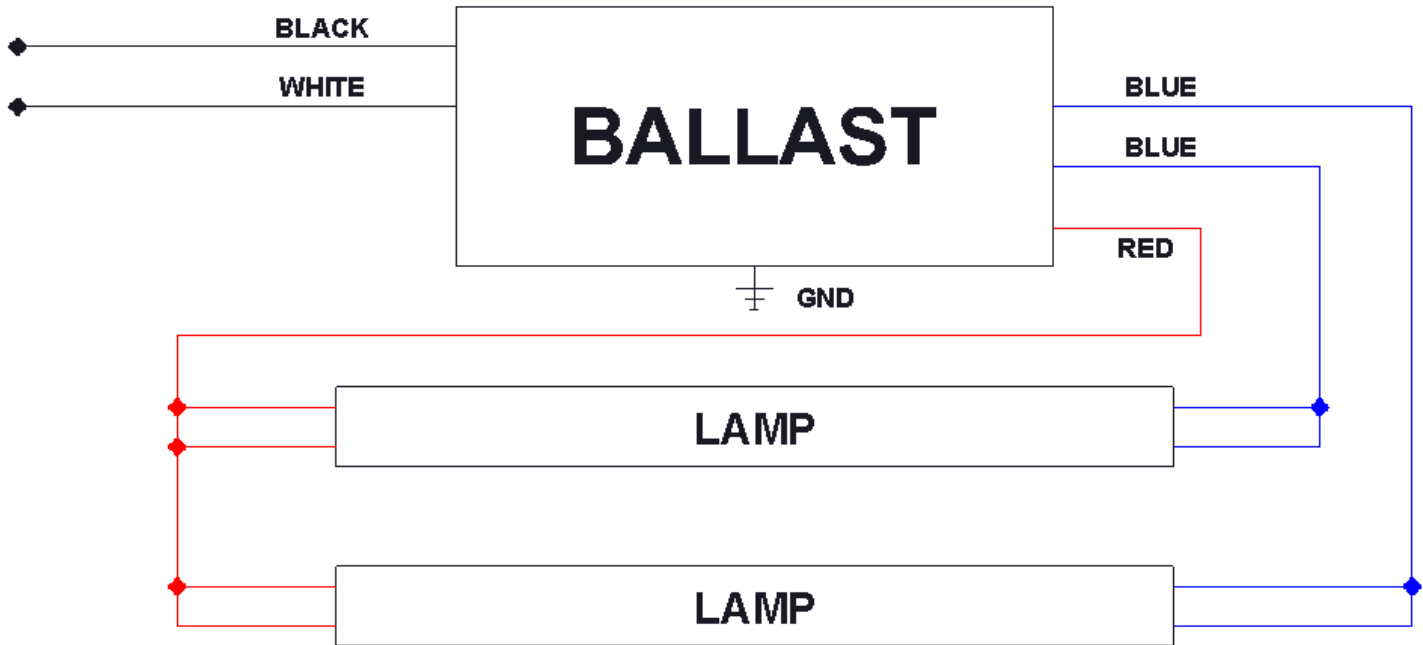 BLACK
WHITE
BALLAST
BLUE
BLUE
RED
GND
LAMP
LAMP